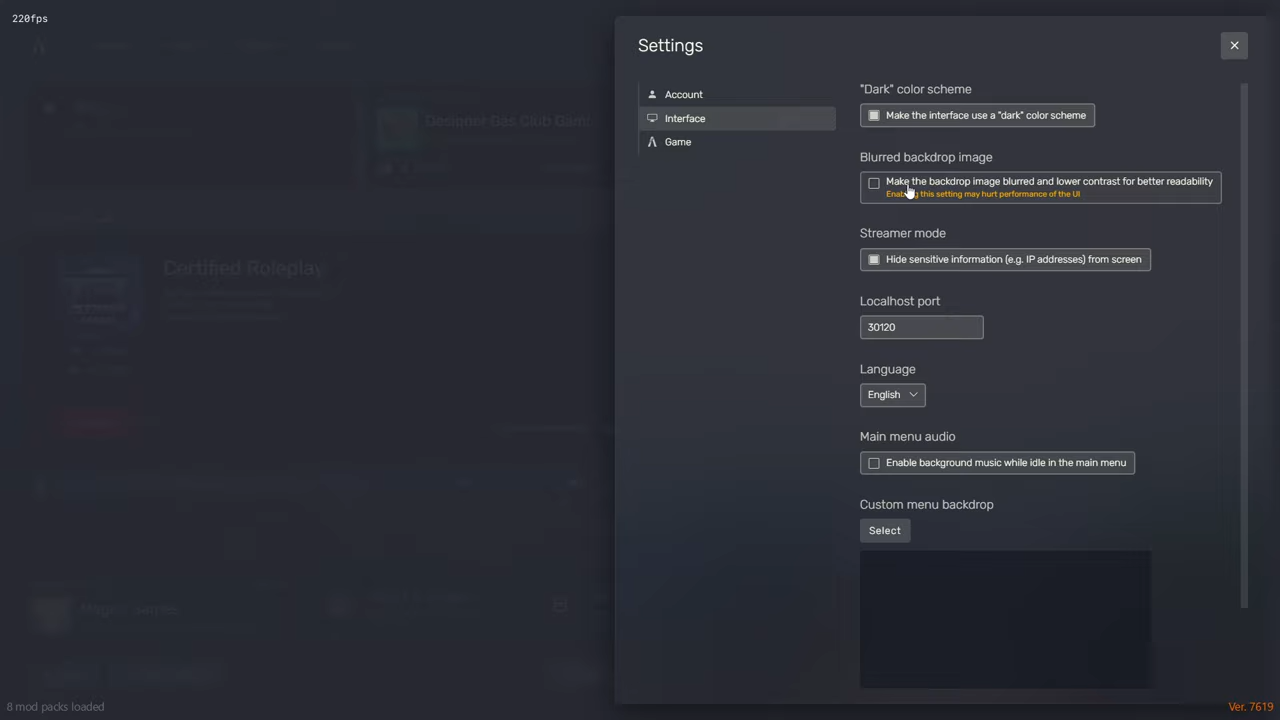 220fps
Settings
Account
Interface
Game
"Dark" color scheme
Make the interface use a "dark" color scheme
Blurred backdrop image
Make the backdrop image blurred and lower contrast for better readability
this setting may hurt performance of the UI
Streamer mode
Hide sensitive information (e.g. IP addresses) from screen
Localhost port
30120
Language
English
Main menu audio
Enable background music while idle in the main menu
Custom menu backdrop
Select
Certified Roleplay
8 mod packs loaded
Ver. 7619